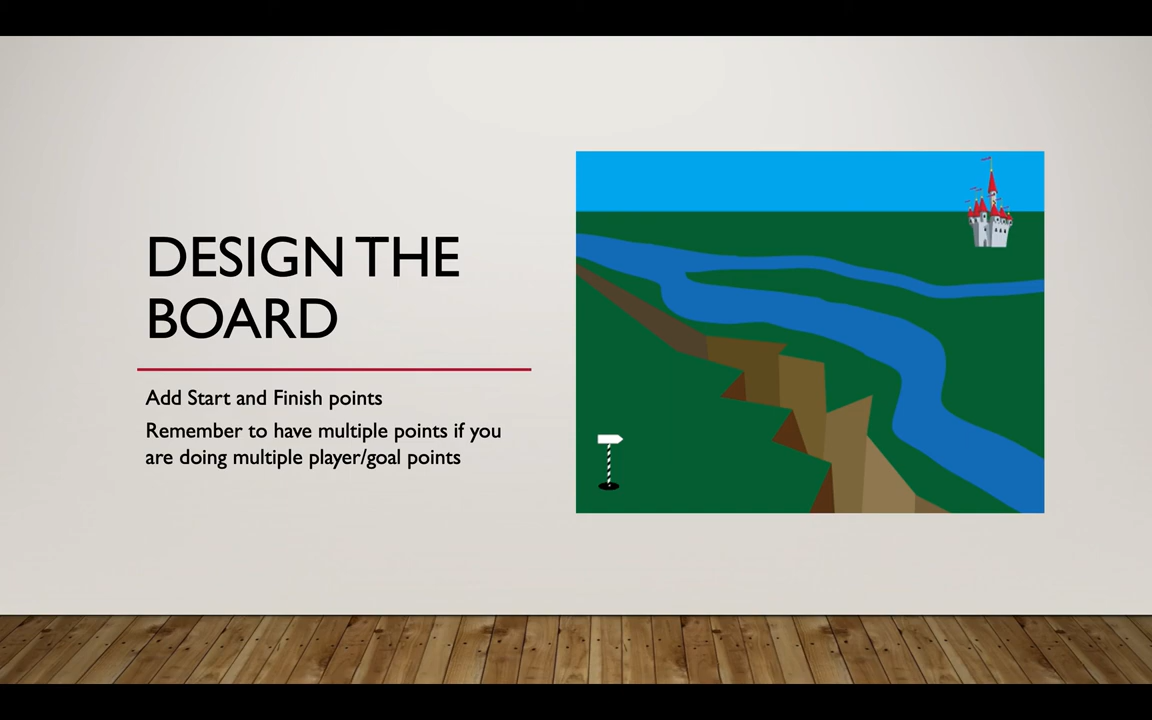 DESIGN THE
BOARD
Add Start and Finish points
Remember to have multiple points if you
are doing multiple player/goal points